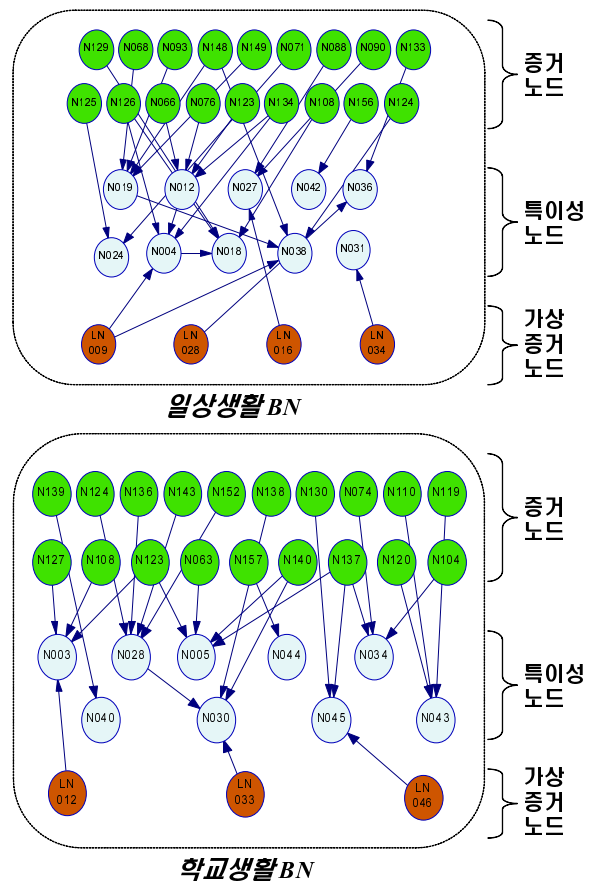 N129 N068 N093 N148 N149 N071 N088 N090 N133
증거
노드
N125 N126 N066 N076 N123 N134 N108 N156 N124
N019 N012 N027 N042 N036
특이성
노드
N024 N004 N018 N038 N031
가상
증거
노드
LN LN LN LN
009 028 016 034
일상생활 BN
N139 N124 N136 N143 N152 N138 N130 N074 N110 N119
증거
노드
N127 N108 N123 N063 N157 N140 N137 N120 N104
N003 N028 N005 N044 N034
특이성
노드
N040 N030 N045 N043
가상
증거
노드
LN LN LN
012 033 046
학교생활 BN